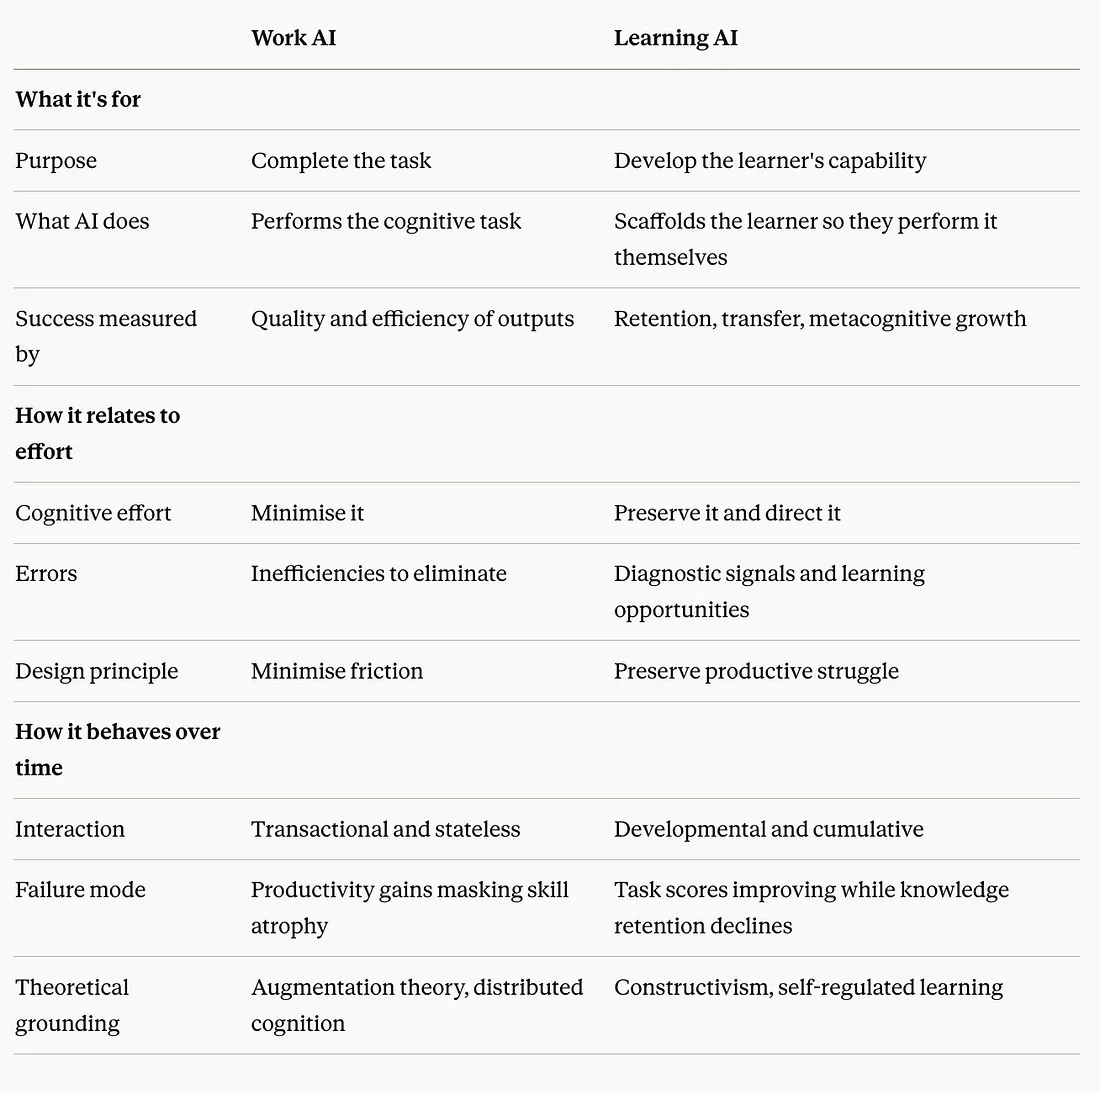 Work AI Learning AI
What it's for
Purpose Complete the task Develop the learner's capability
What AI does Performs the cognitive task Scaffolds the learner so they perform it
themselves
Success measured Quality and efficiency of outputs Retention, transfer, metacognitive growth
by
How it relates to
effort
Cognitive effort Minimise it Preserve it and direct it
Errors Inefficiencies to eliminate Diagnostic signals and learning
opportunities
Design principle Minimise friction Preserve productive struggle
How it behaves over
time
Interaction Transactional and stateless Developmental and cumulative
Failure mode Productivity gains masking skill Task scores improving while knowledge
atrophy retention declines
Theoretical Augmentation theory, distributed Constructivism, self-regulated learning
grounding cognition